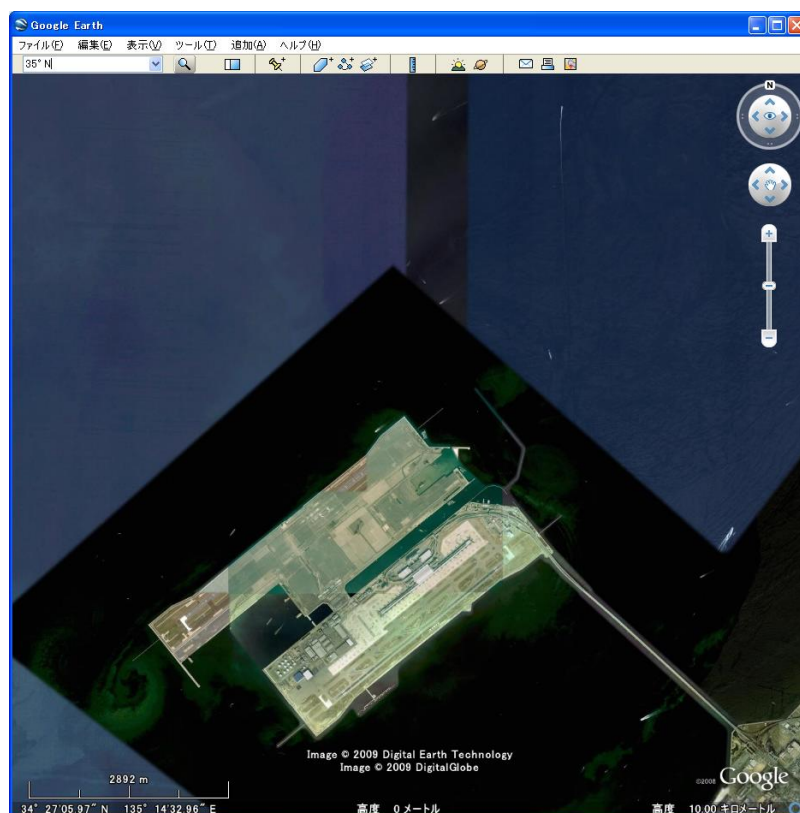 Google Earth
ファイル(F) 編集(E) 表示(V) ツール(T) 追加(A) ヘルプ(H)
35° N
N
Image © 2009 Digital Earth Technology
Image © 2009 DigitalGlobe
2892 m
©2008 Google
34° 27'05.97" N 135° 14'32.96" E 高度 0 メートル 高度 10.00 キロメートル